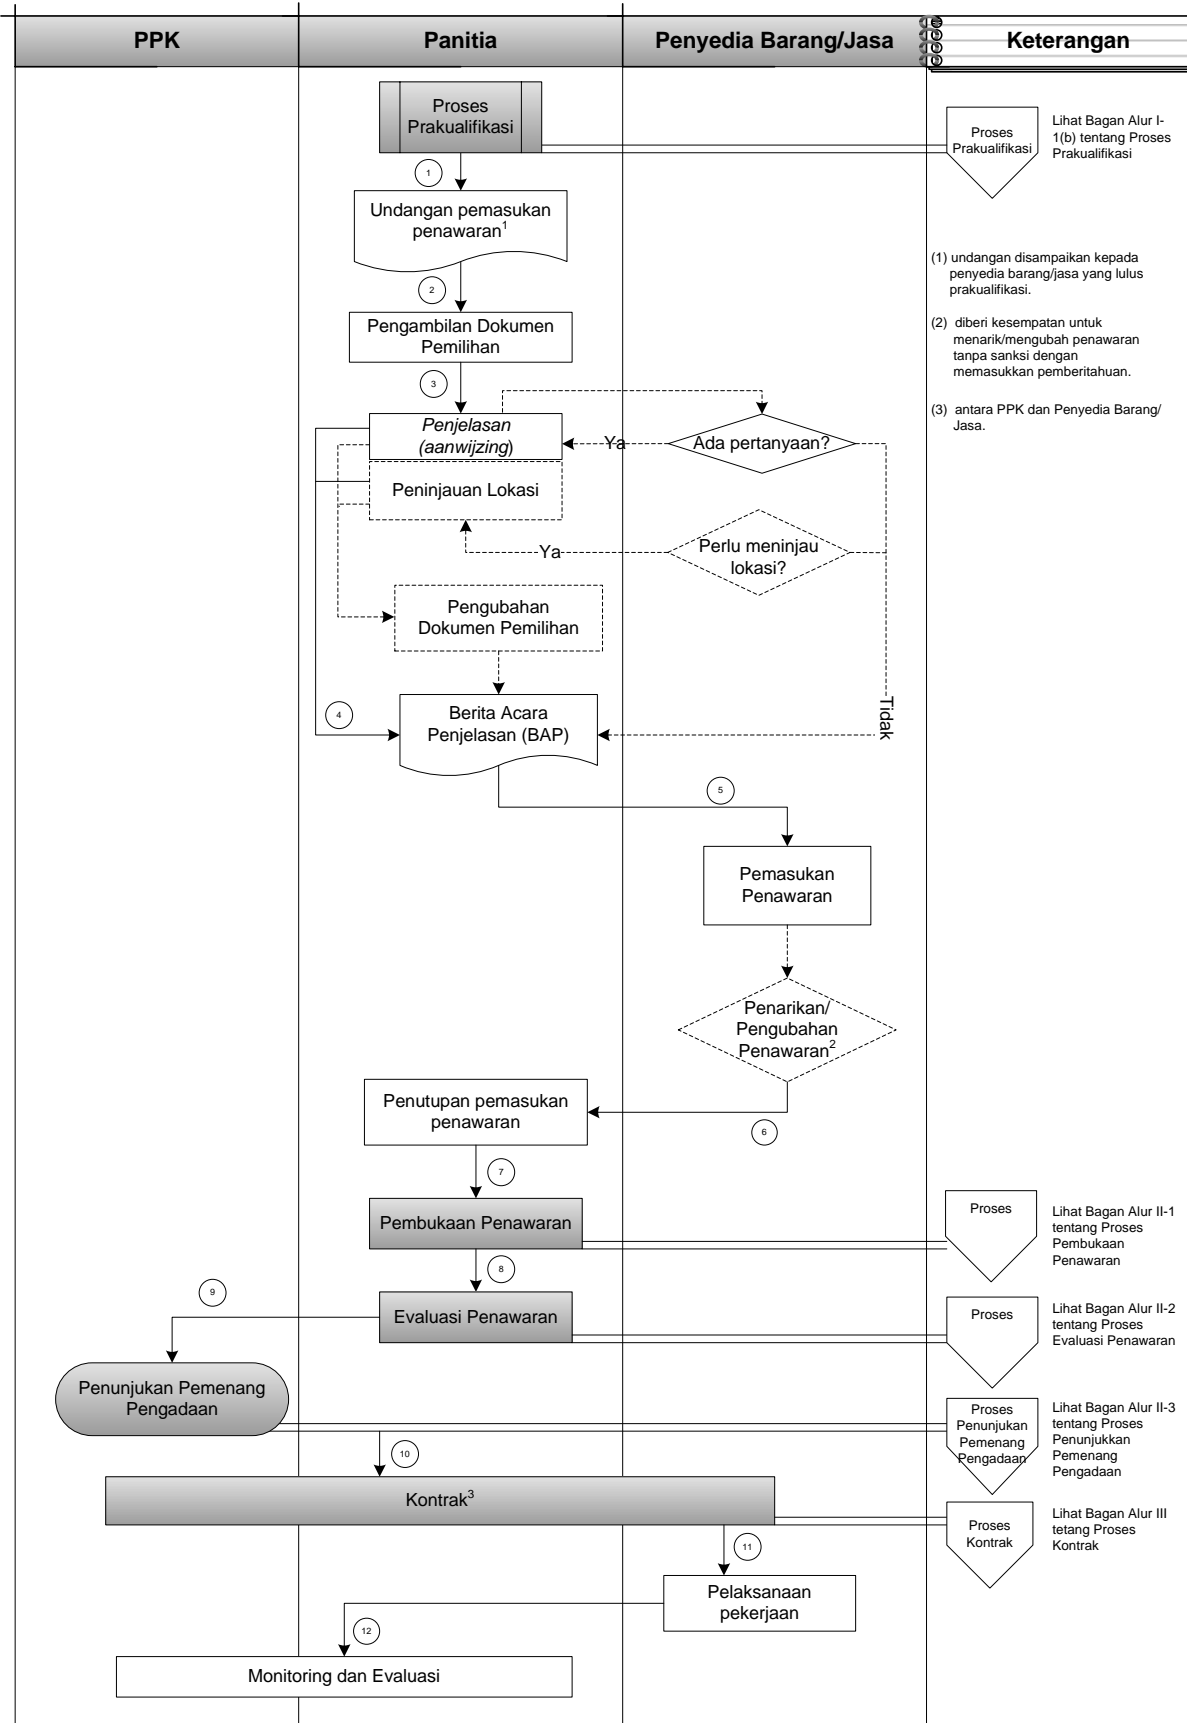 PPK
Panitia
Penyedia Barang/Jasa
Keterangan
Proses
Prakualifikasi
Proses
Prakualifikasi
Lihat Bagan Alur I-
1(b) tentang Proses
Prakualifikasi
1
Undangan pemasukan
penawaran1
(1) undangan disampaikan kepada
penyedia barang/jasa yang lulus
prakualifikasi.
2
Pengambilan Dokumen
Pemilihan
(2) diberi kesempatan untuk
menarik/mengubah penawaran
tanpa sanksi dengan
memasukkan pemberitahuan.
3
(3) antara PPK dan Penyedia Barang/
Jasa.
Penjelasan
(aanwijzing)
Ya
Ada pertanyaan?
Peninjauan Lokasi
Ya
Perlu meninjau
lokasi?
Pengubahan
Dokumen Pemilihan
Tidak
4
Berita Acara
Penjelasan (BAP)
5
Pemasukan
Penawaran
Penarikan/
Pengubahan
Penawaran2
Penutupan pemasukan
penawaran
6
7
Pembukaan Penawaran
Proses
Lihat Bagan Alur II-1
tentang Proses
Pembukaan
Penawaran
8
9
Evaluasi Penawaran
Proses
Lihat Bagan Alur II-2
tentang Proses
Evaluasi Penawaran
Penunjukan Pemenang
Pengadaan
Proses
Penunjukan
Pemenang
Pengadaan
Lihat Bagan Alur II-3
tentang Proses
Penunjukkan
Pemenang
Pengadaan
10
Kontrak3
Proses
Kontrak
Lihat Bagan Alur III
tetang Proses
Kontrak
11
Pelaksanaan
pekerjaan
12
Monitoring dan Evaluasi